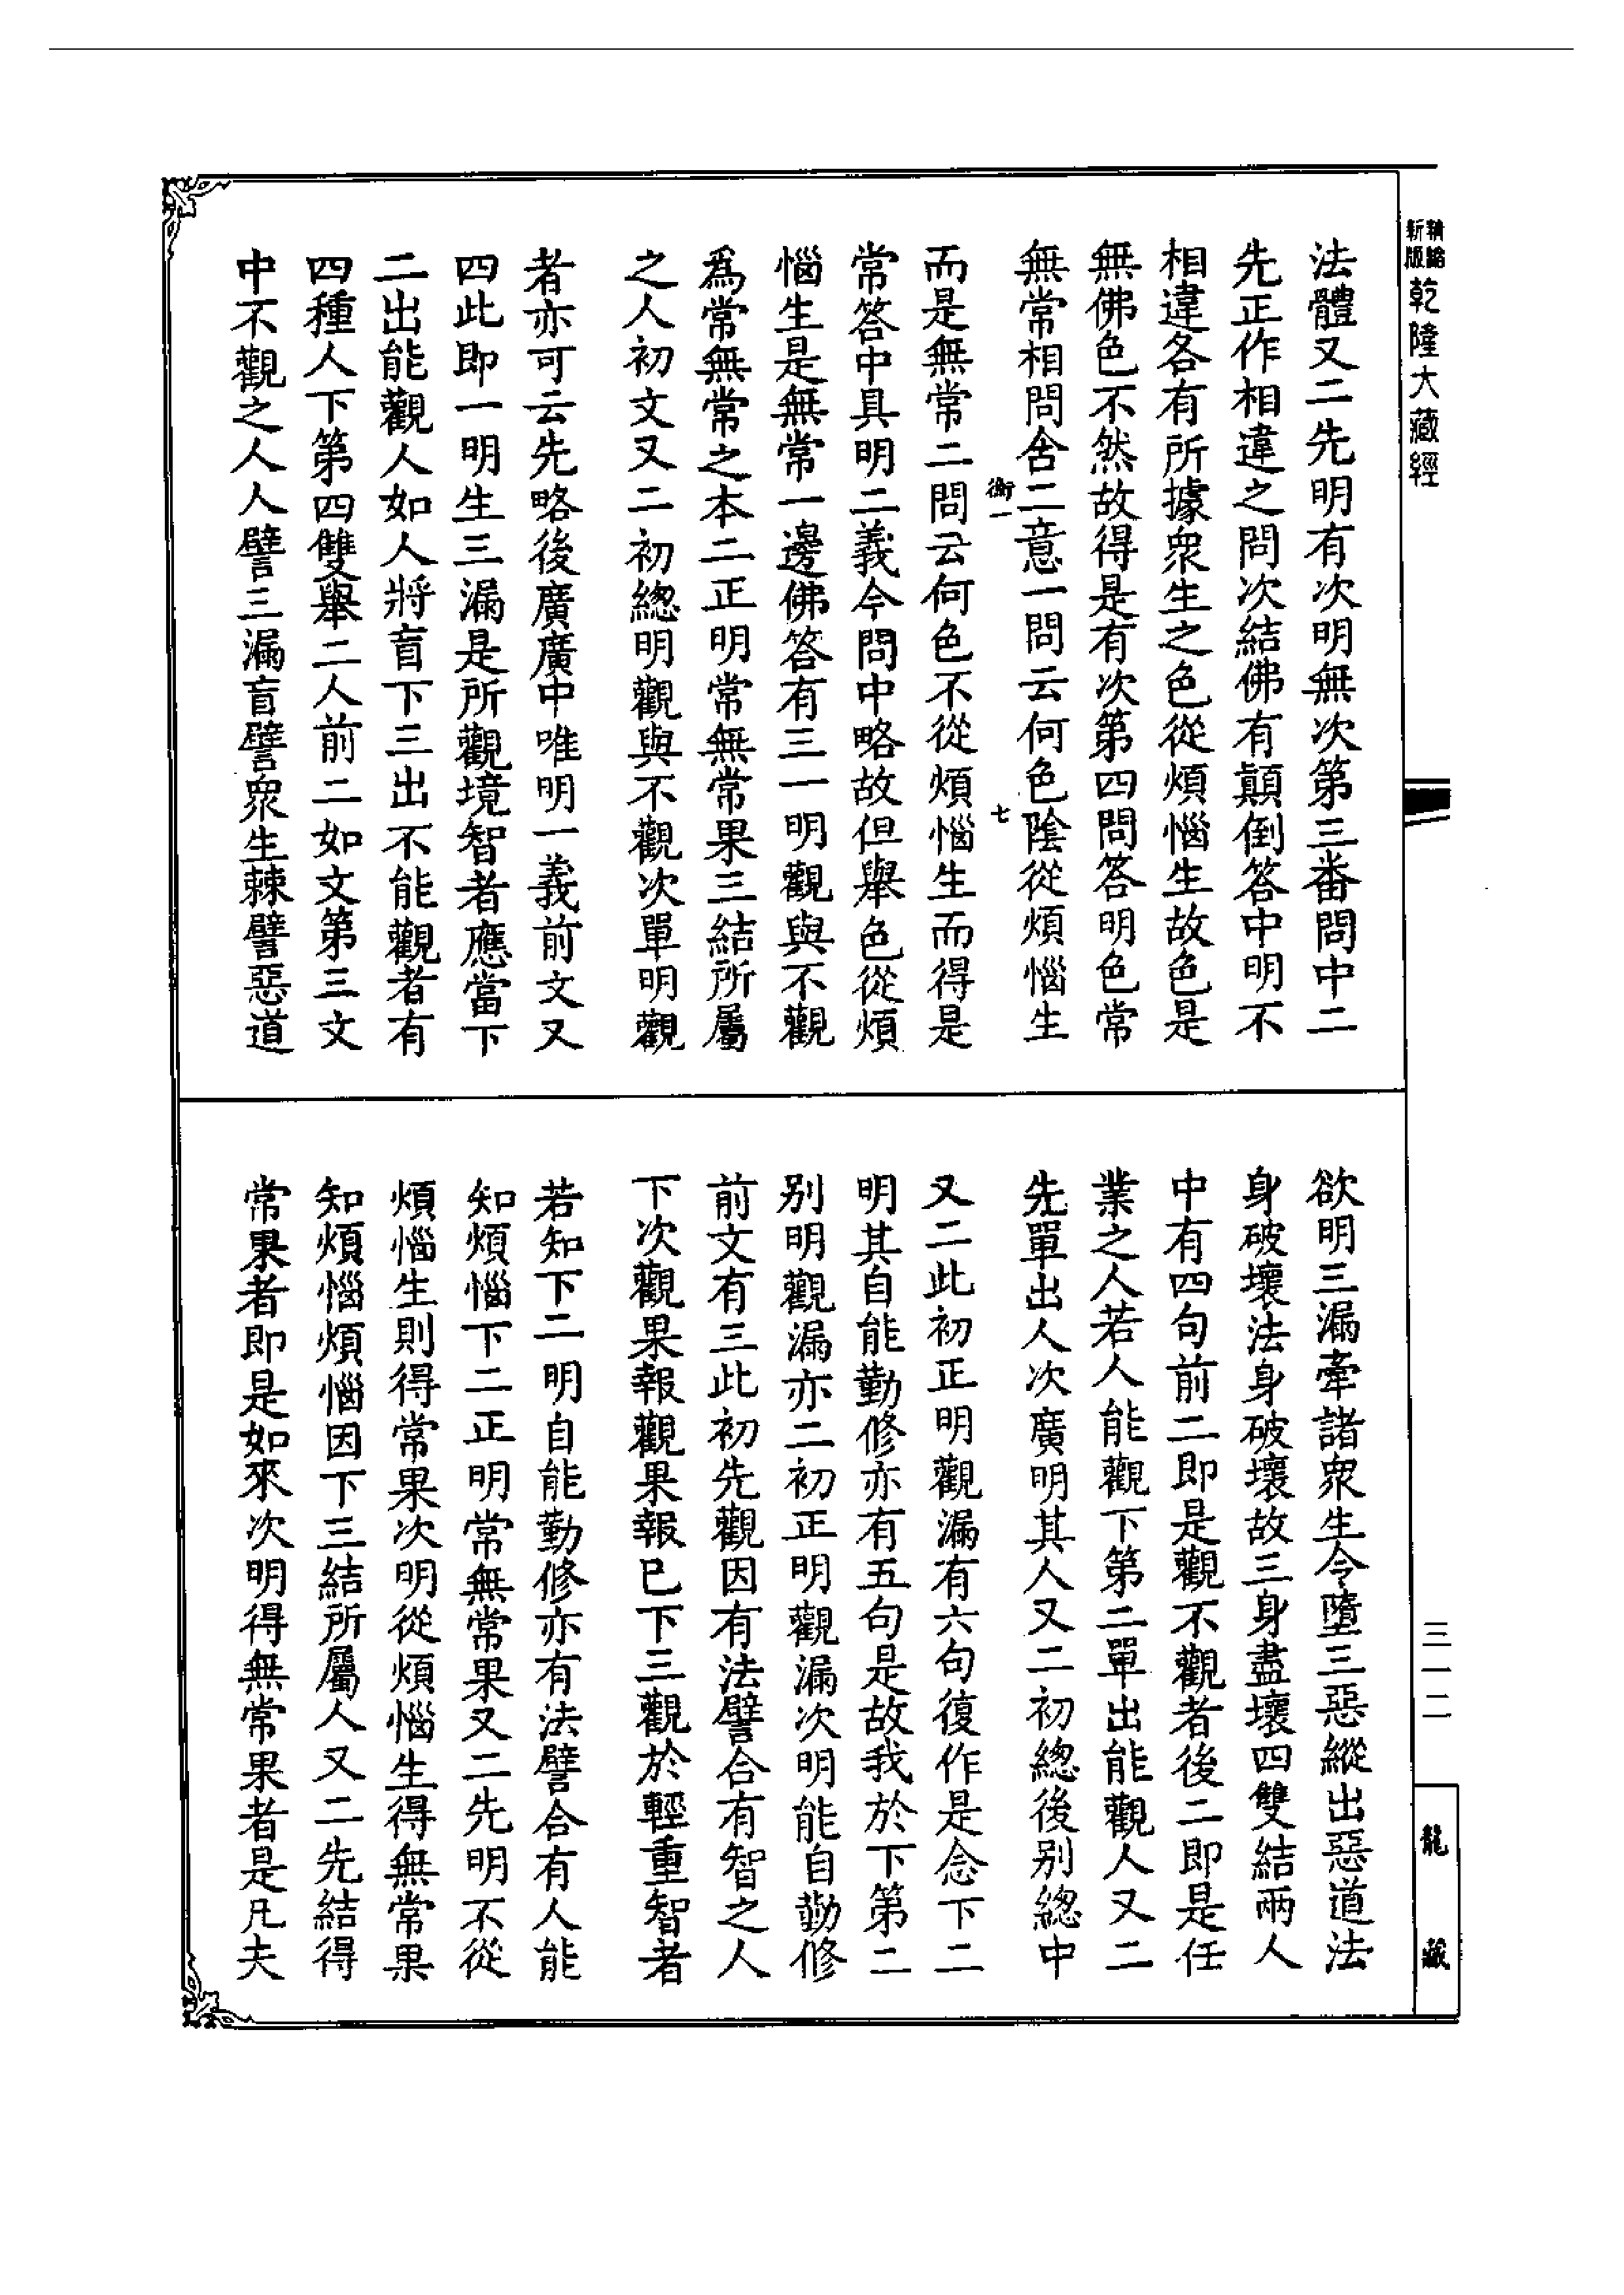 新版
乾隆大藏經
法體又二先明有次明無次第三番問中二
先正作相違之問次結佛有顛倒答中明不
相違各有所據衆生之色從煩惱生故色是
無佛色不然故得是有次第四問答明色常
無常相問舍二意一問云何色陰從煩惱生
七
而是無常二問云何色不從煩惱生而得是
常答中具明二義今問中略故但舉色從煩
惱生是無常一邊佛答有三一明觀與不觀
爲常無常之本二正明常無常果三結所屬
之人初文又二初總明觀與不觀次單明觀
者亦可云先略後廣廣中唯明一義前文又
四此即一明生三漏是所觀境智者應當下
二出能觀人如人將盲下三出不能觀者有
四種人下第四雙舉二人前二如文第三文
中不觀之人人譬三漏盲譬衆生棘譬惡道
欲明三漏牽諸衆生令墮三惡縱出惡道法
身破壞法身破壞故三身盡壞四雙結兩人
中有四句前二即是觀不觀者後二即是任
業之人若人能觀下第二單出能觀人又二
先單出人次廣明其人又二初總後别總中
又二此初正明觀漏有六句復作是念下二
明其自能勤修亦有五句是故我於下第二
别明觀漏亦二初正明觀漏次明能自勤修
前文有三此初先觀因有法譬合有智之人
下次觀果報觀果報已下三觀於輕重智者
若知下二明自能勤修亦有法譬合有人能
知煩惱下二正明常無常果又二先明不從
煩惱生則得常果次明從煩惱生得無常果
知煩惱煩惱因下三結所屬人又二先結得
常果者即是如來次明得無常果者是凡夫
三一二
龍藏